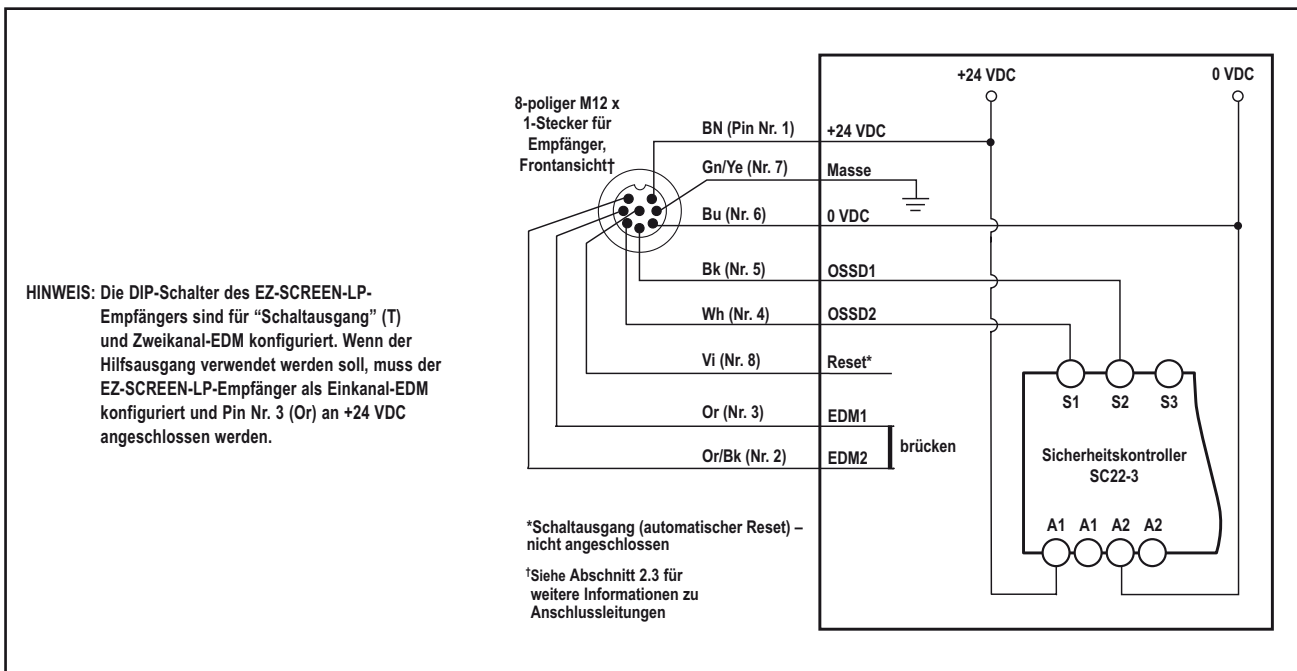 +24 VDC
0 VDC
8-poliger M12 x
1-Stecker für
Empfänger,
Frontansicht†
BN (Pin Nr. 1)
+24 VDC
Gn/Ye (Nr. 7)
Masse
Bu (Nr. 6)
0 VDC
Bk (Nr. 5)
OSSD1
Wh (Nr. 4)
OSSD2
Vi (Nr. 8)
Reset*
Or (Nr. 3)
EDM1
Or/Bk (Nr. 2)
EDM2
brücken
HINWEIS: Die DIP-Schalter des EZ-SCREEN-LP-
Empfängers sind für “Schaltausgang” (T)
und Zweikanal-EDM konfiguriert. Wenn der
Hilfsausgang verwendet werden soll, muss der
EZ-SCREEN-LP-Empfänger als Einkanal-EDM
konfiguriert und Pin Nr. 3 (Or) an +24 VDC
angeschlossen werden.
S1
S2
S3
Sicherheitskontroller
SC22-3
A1
A1
A2
A2
*Schaltausgang (automatischer Reset) –
nicht angeschlossen
†Siehe Abschnitt 2.3 für
weitere Informationen zu
Anschlussleitungen